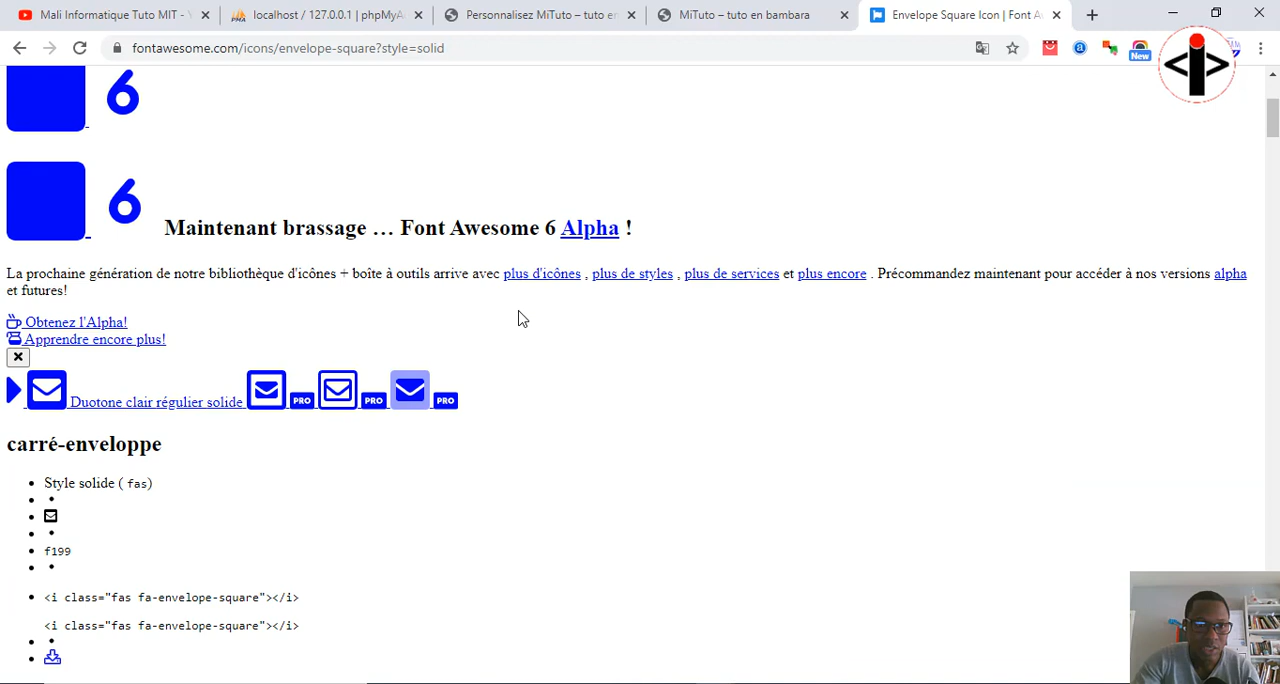 Mali Informatique Tuto MIT - Y
localhost / 127.0.0.1 | phpMyA
Personnalisez MiTuto – tuto en
MiTuto – tuto en bambara
Envelope Square Icon | Font A
fontawesome.com/icons/envelope-square?style=solid
New
6
6
Maintenant brassage … Font Awesome 6 Alpha !
La prochaine génération de notre bibliothèque d'icônes + boîte à outils arrive avec plus d'icônes , plus de styles , plus de services et plus encore . Précommandez maintenant pour accéder à nos versions alpha
et futures!
Obtenez l'Alpha!
Apprendre encore plus!
Duotone clair régulier solide PRO PRO PRO
carré-enveloppe
Style solide ( fas)
f199
<i class="fas fa-envelope-square"></i>
<i class="fas fa-envelope-square"></i>